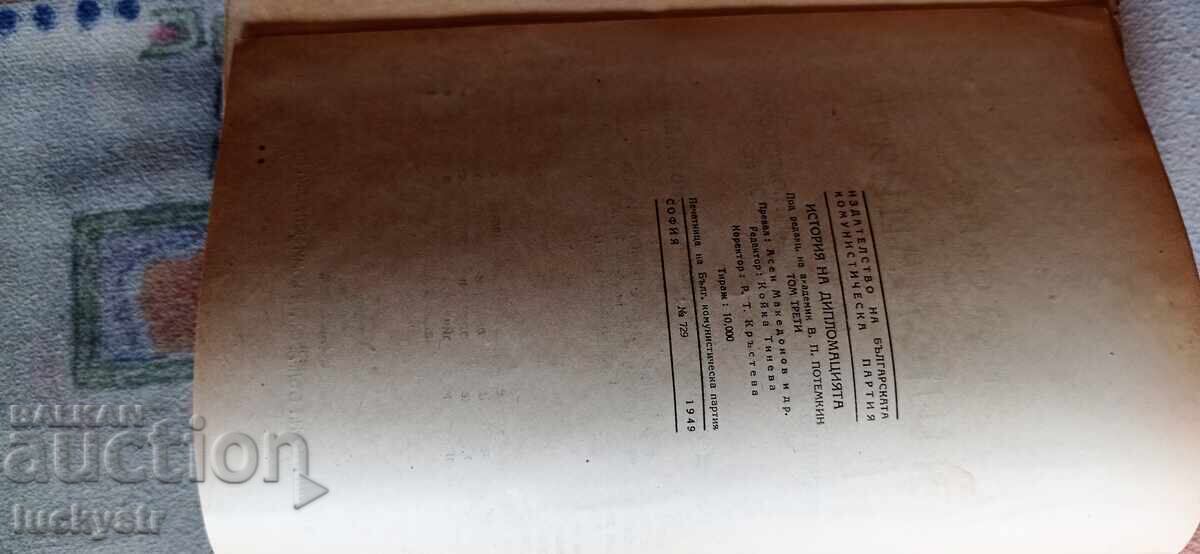 ИЗДАТЕЛСТВО НА БЪЛГАРСКАТА
КОМУНИСТИЧЕСКА ПАРТИЯ
ИСТОРИЯ НА ДИПЛОМАЦИЯТА
Под редакц. на академик В. П. ПОТЕМКИН
ТОМ ТРЕТИ
Превел: Асен Македонов и др.
Редактор: Койка Тинева
Коректор: Р. Т. Кръстева
Тираж: 10,000
Печатница на Бълг. комунистическа партия
СОФИЯ № 729 1949
BALKAN
auction
luckystr